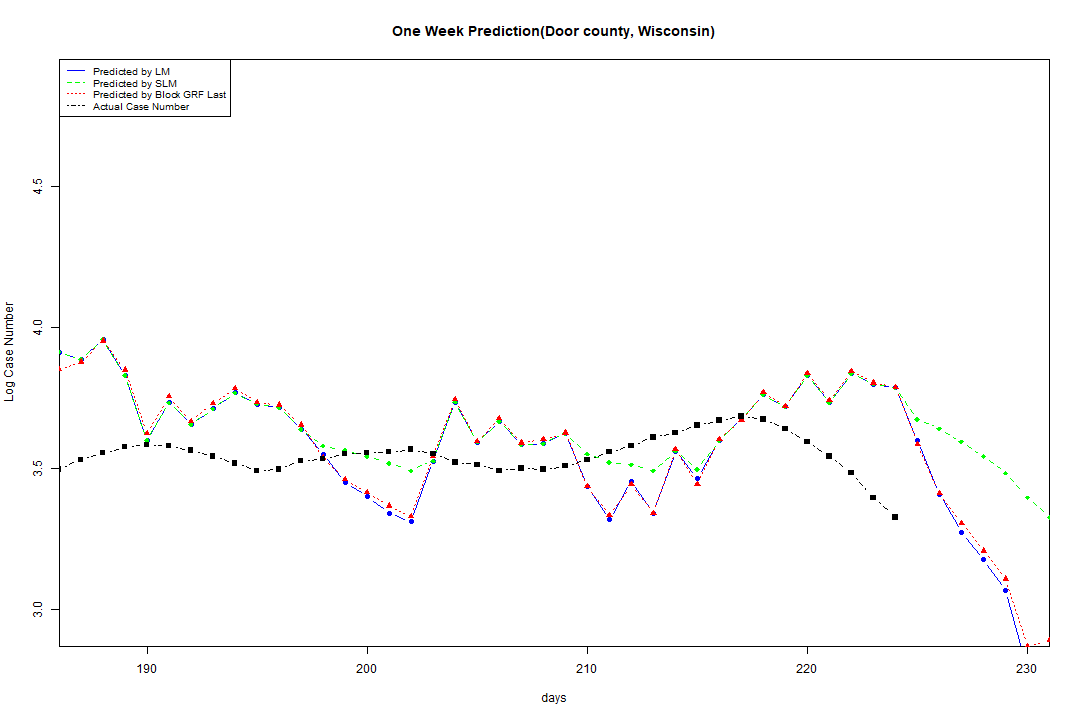 One Week Prediction(Door county, Wisconsin)
Predicted by LM
Predicted by SLM
Predicted by Block GRF Last
Actual Case Number
4.5
4.0
3.5
3.0
Log Case Number
190 200 210 220 230
days